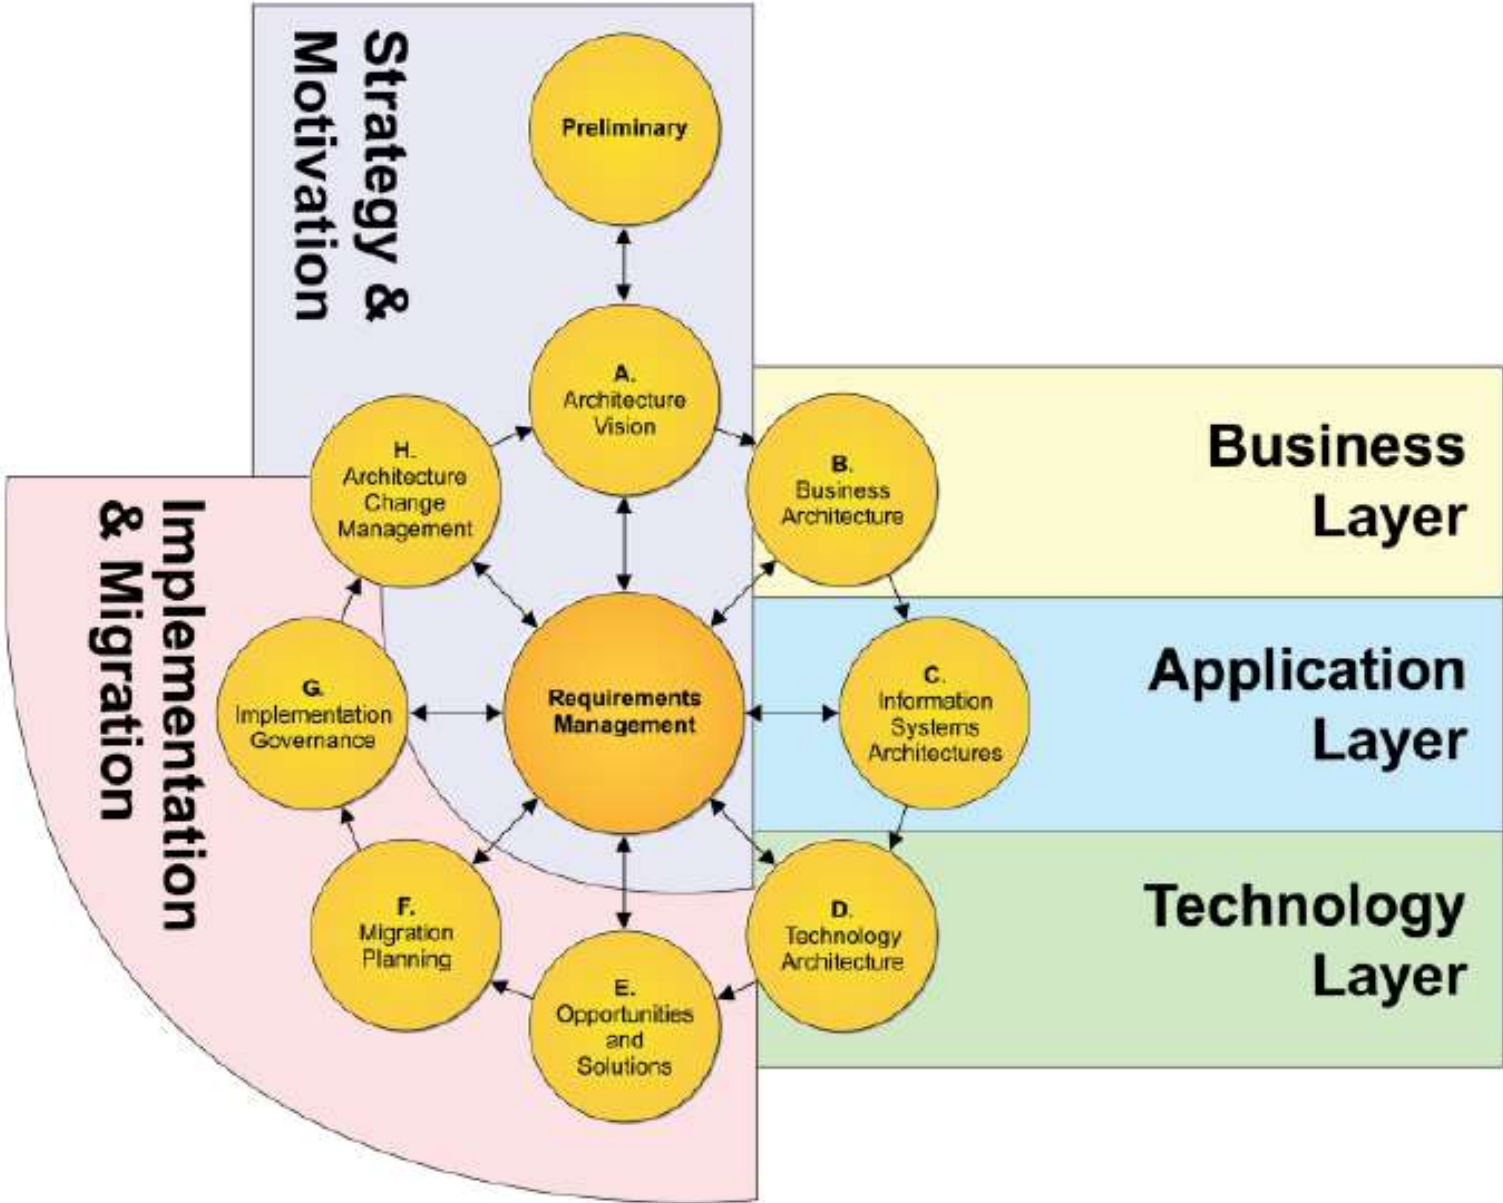 Strategy &
Motivation
Preliminary
A.
Architecture
Vision
H.
Architecture
Change
Management
B.
Business
Architecture
Business
Layer
Implementation
& Migration
G.
Implementation
Governance
Requirements
Management
C.
Information
Systems
Architectures
Application
Layer
F.
Migration
Planning
E.
Opportunities
and
Solutions
D.
Technology
Architecture
Technology
Layer